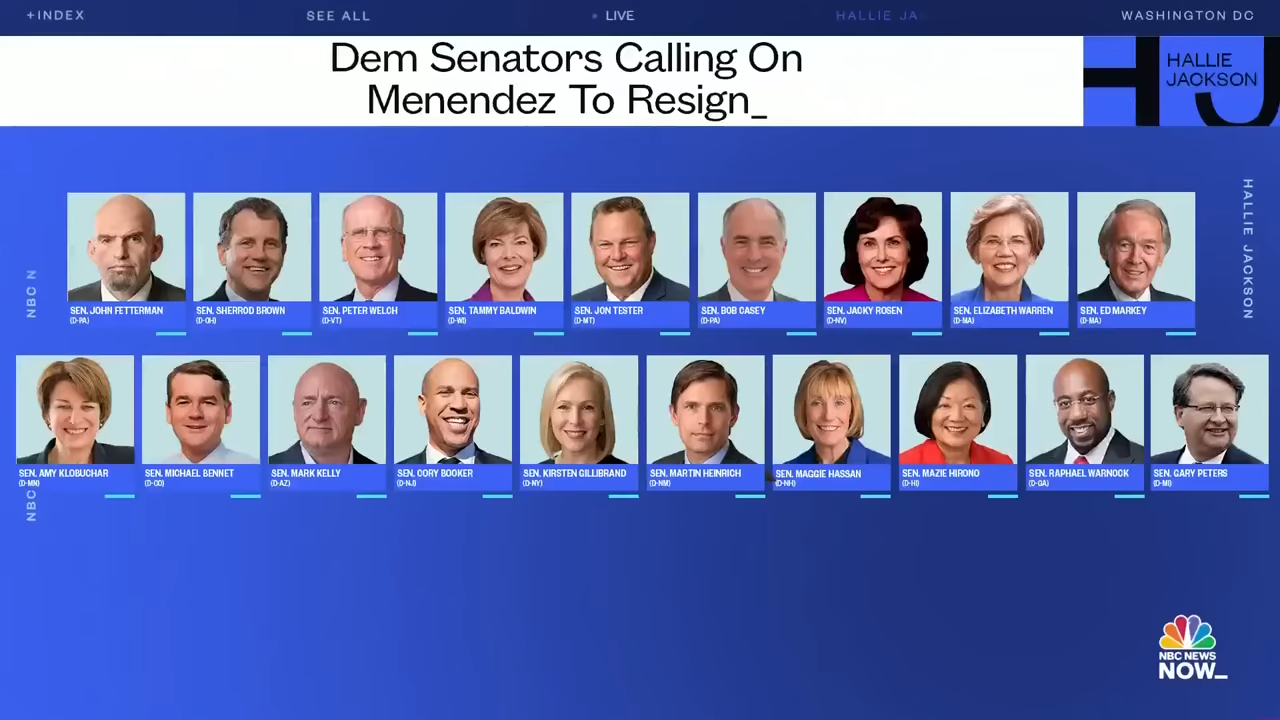 +INDEX
SEE ALL
LIVE
HALLIE JA
WASHINGTON DC
Dem Senators Calling On
Menendez To Resign_
HALLIE
JACKSON
HJ
HALLIE JACKSON
NBC N
SEN. JOHN FETTERMAN
(D-PA)
SEN. SHERROD BROWN
(D-OH)
SEN. PETER WELCH
(D-VT)
SEN. TAMMY BALDWIN
(D-WI)
SEN. JON TESTER
(D-MT)
SEN. BOB CASEY
(D-PA)
SEN. JACKY ROSEN
(D-NV)
SEN. ELIZABETH WARREN
(D-MA)
SEN. ED MARKEY
(D-MA)
SEN. AMY KLOBUCHAR
(D-MN)
SEN. MICHAEL BENNET
(D-CO)
SEN. MARK KELLY
(D-AZ)
SEN. CORY BOOKER
(D-NJ)
SEN. KIRSTEN GILLIBRAND
(D-NY)
SEN. MARTIN HEINRICH
(D-NM)
SEN. MAGGIE HASSAN
(D-NH)
SEN. MAZIE HIRONO
(D-HI)
SEN. RAPHAEL WARNOCK
(D-GA)
SEN. GARY PETERS
(D-MI)
NBC
NBC NEWS
NOW_